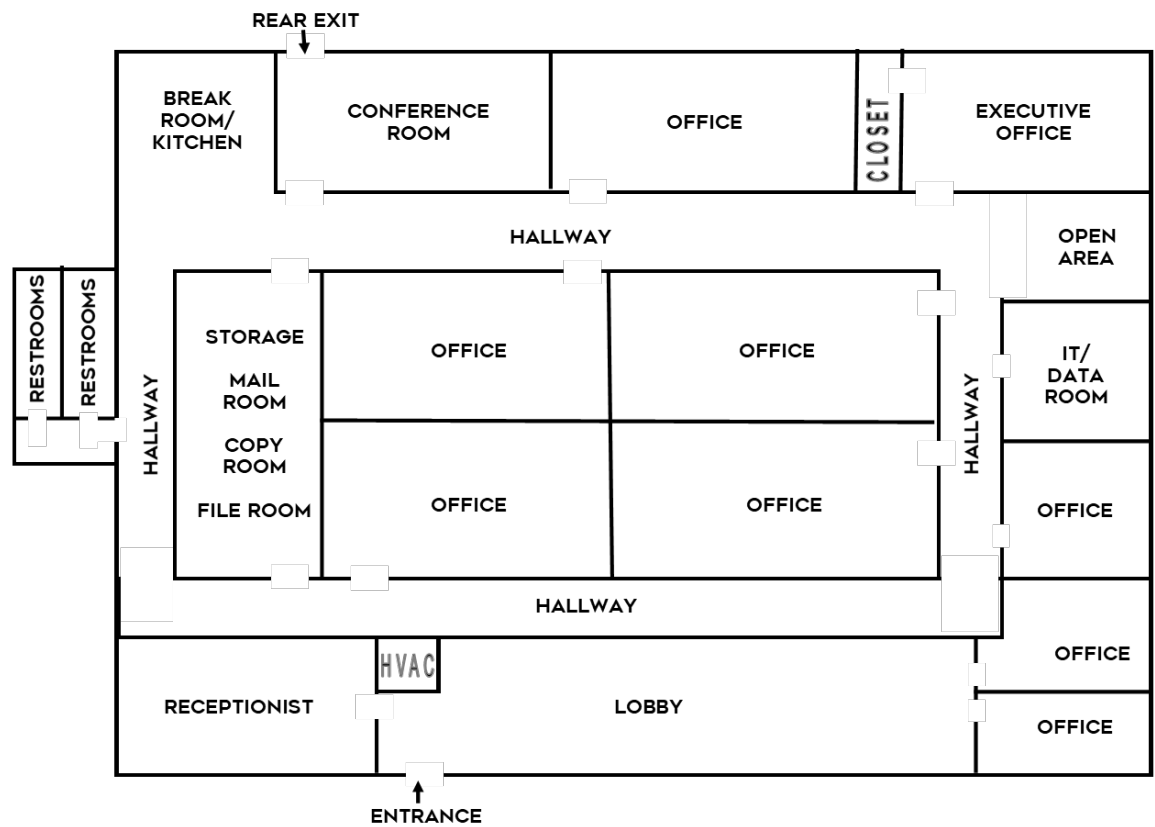 REAR EXIT
BREAK
ROOM/
KITCHEN
CONFERENCE
ROOM
OFFICE
CLOSET
EXECUTIVE
OFFICE
HALLWAY
OPEN
AREA
RESTROOMS
RESTROOMS
HALLWAY
STORAGE
MAIL
ROOM
COPY
ROOM
FILE ROOM
OFFICE
OFFICE
HALLWAY
IT/
DATA
ROOM
OFFICE
OFFICE
OFFICE
HALLWAY
OFFICE
RECEPTIONIST
HVAC
LOBBY
OFFICE
ENTRANCE